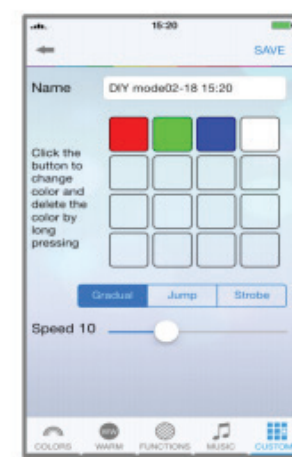 15:20
SAVE
Name
DIY mode02-18 15:20
Click the
button to
change
color and
delete the
color by
long
pressing
Gradual Jump Strobe
Speed 10
COLORS WARM FUNCTIONS MUSIC CUSTOM